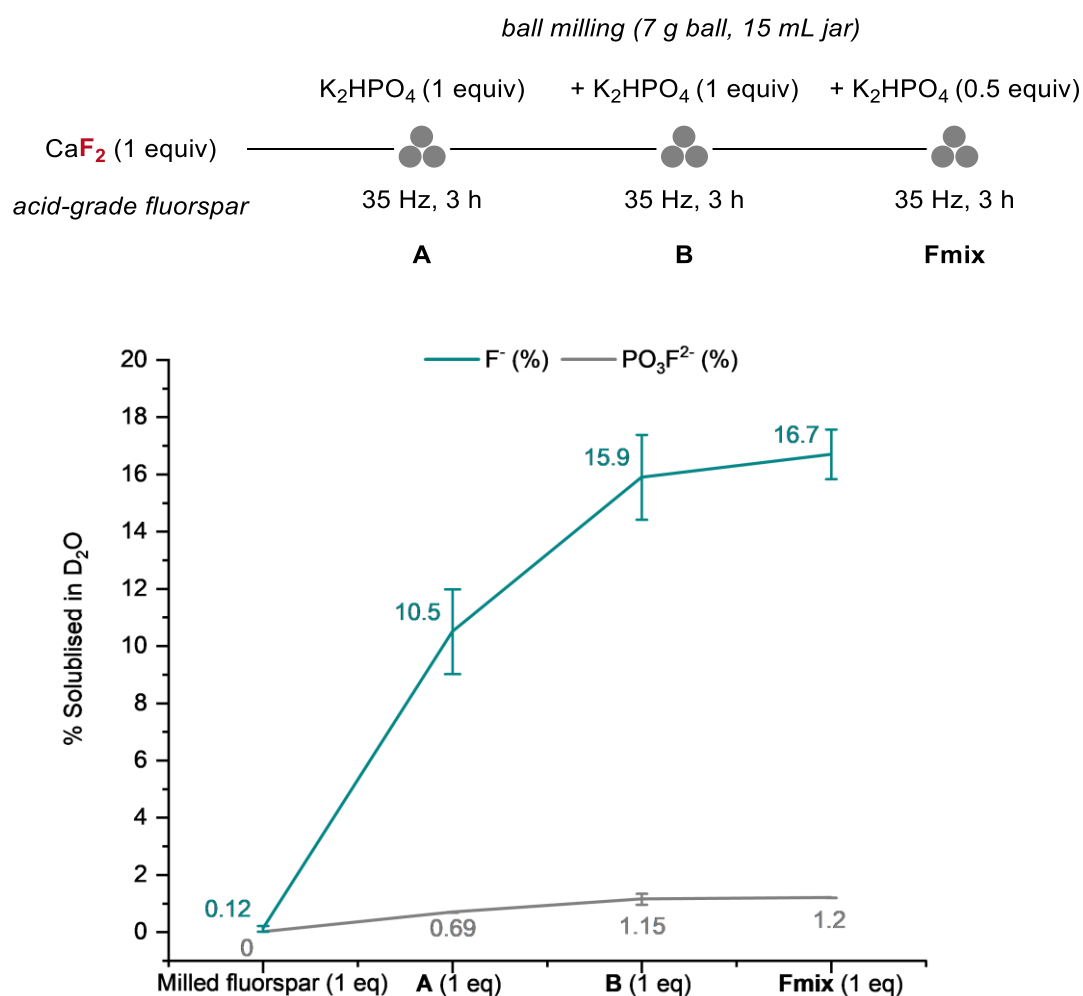 ball milling (7 g ball, 15 mL jar)
K2HPO4 (1 equiv) + K2HPO4 (1 equiv) + K2HPO4 (0.5 equiv)
CaF2 (1 equiv)
acid-grade fluorspar
35 Hz, 3 h 35 Hz, 3 h 35 Hz, 3 h
A B Fmix
F- (%) PO3F2- (%)
% Solublised in D2O
20
18
16
14
12
10
8
6
4
2
0
0.12
10.5
15.9
16.7
0
0.69
1.15
1.2
Milled fluorspar (1 eq) A (1 eq) B (1 eq) Fmix (1 eq)